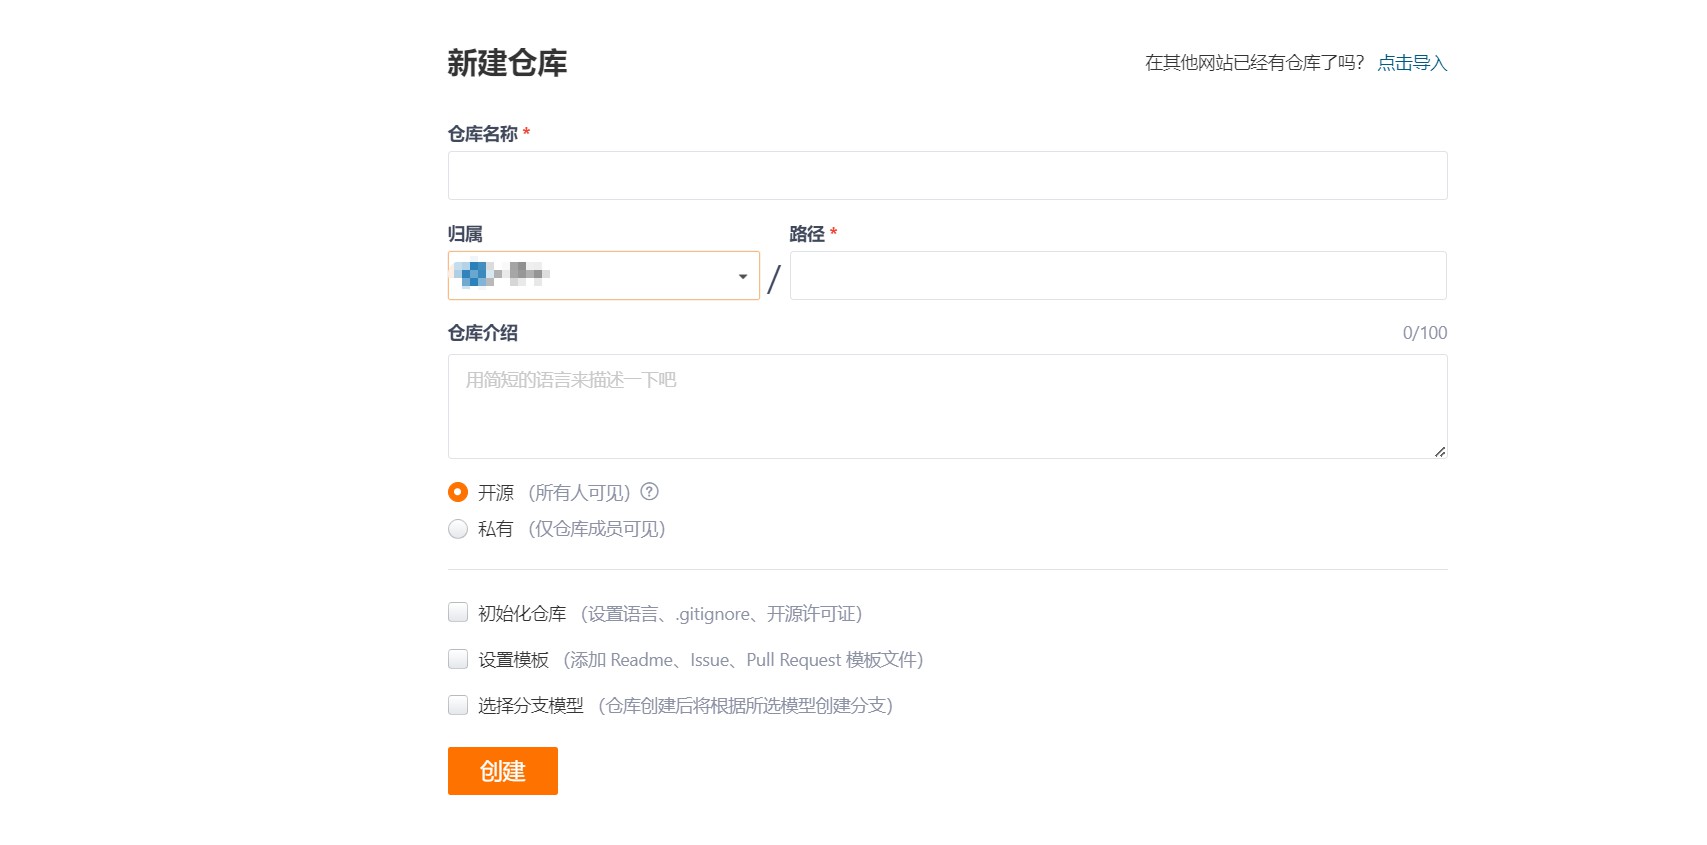 新建仓库
在其他网站已经有仓库了吗? 点击导入
仓库名称 *
归属
路径 *
/
仓库介绍
0/100
用简短的语言来描述一下吧
开源 (所有人可见) ?
私有 (仅仓库成员可见)
初始化仓库 (设置语言、.gitignore、开源许可证)
设置模板 (添加 Readme、Issue、Pull Request 模板文件)
选择分支模型 (仓库创建后将根据所选模型创建分支)
创建